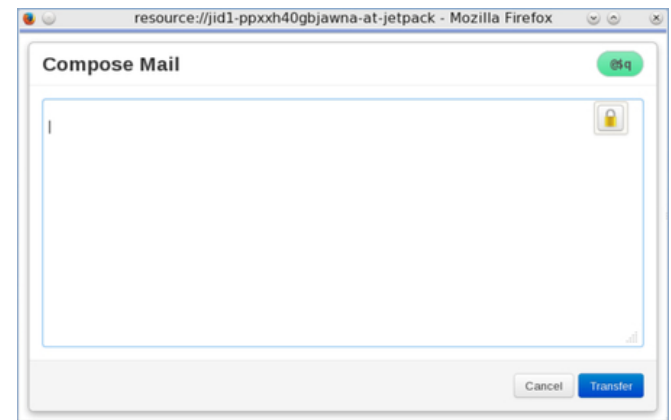 resource://jid1-ppxxh40gbjawna-at-jetpack - Mozilla Firefox
Compose Mail
@$q
Cancel
Transfer